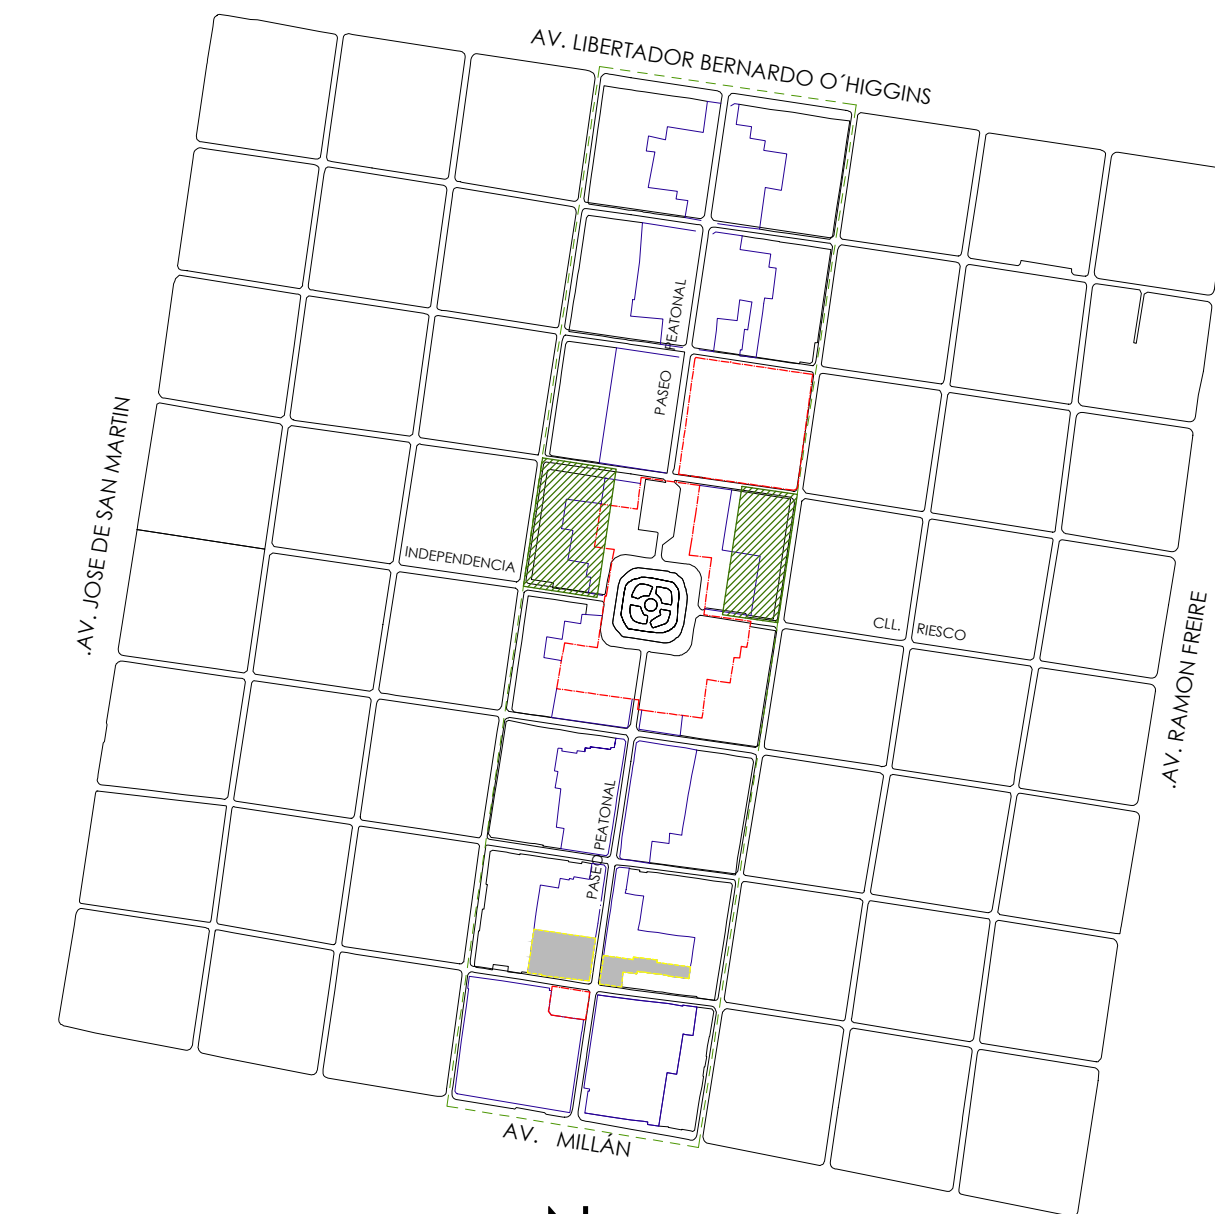 AV. LIBERTADOR BERNARDO O´HIGGINS
PEATONAL
PASEO
.AV. JOSE DE SAN MARTIN
INDEPENDENCIA
CLL. RIESCO
.AV. RAMON FREIRE
PASEO PEATONAL
AV. MILLÁN